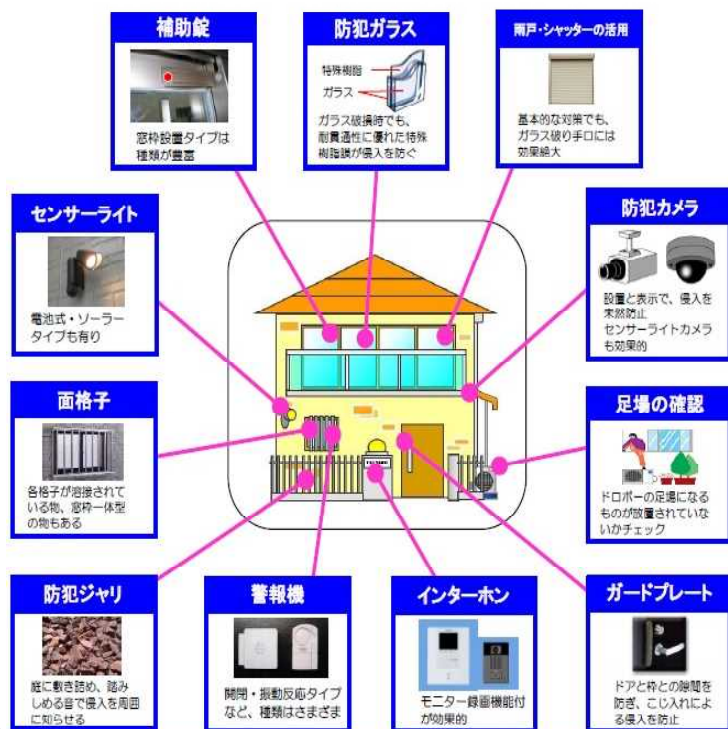 補助錠
窓枠設置タイプは
種類が豊富
防犯ガラス
特殊樹脂
ガラス
ガラス破損時でも、
耐貫通性に優れた特殊
樹脂膜が侵入を防ぐ
雨戸・シャッターの活用
基本的な対策でも、
ガラス破り手口には
効果絶大
センサーライト
電池式・ソーラー
タイプも有り
防犯カメラ
設置と表示で、侵入を
未然防止
センサーライトカメラ
も効果的
面格子
各格子が溶接されて
いる物、窓枠一体型
の物もある
足場の確認
ドロボーの足場になる
ものが放置されていな
いかチェック
防犯ジャリ
庭に敷き詰め、踏み
しめる音で侵入を周囲
に知らせる
警報機
開閉・振動反応タイプ
など、種類はさまざま
インターホン
モニター録画機能付
が効果的
ガードプレート
ドアと枠との隙間を
防ぎ、こじ入れによ
る侵入を防止